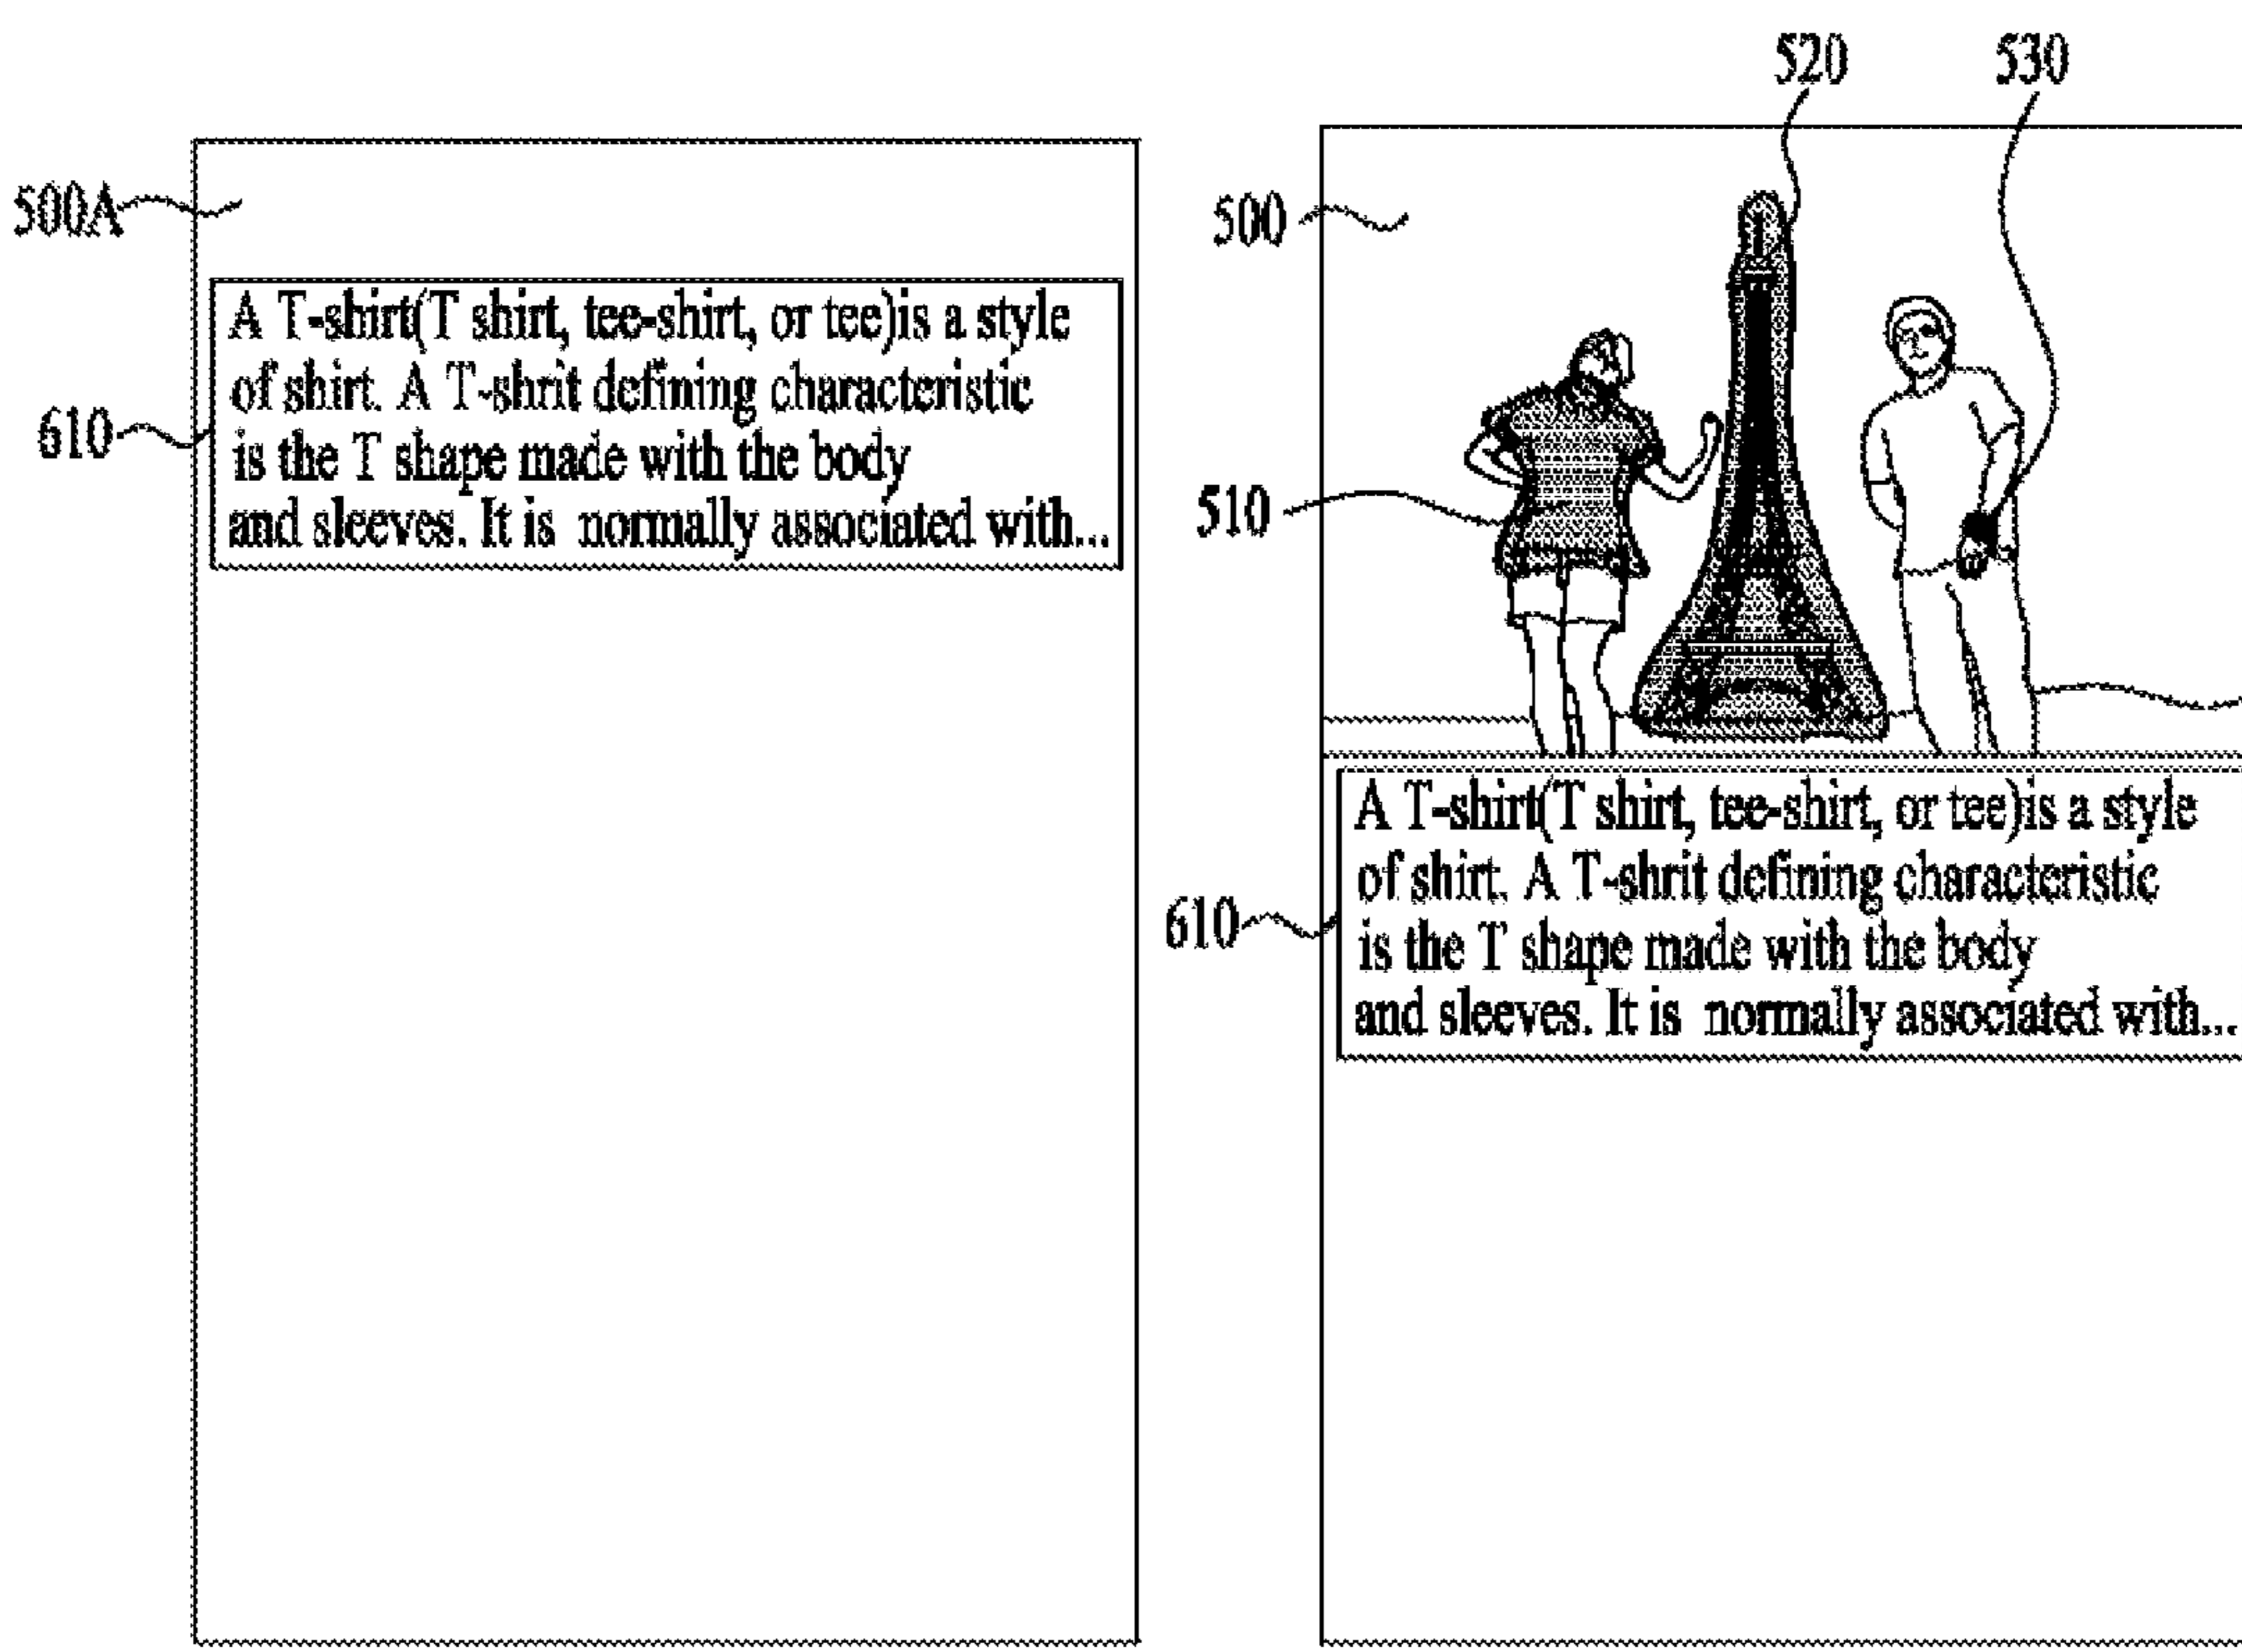 500A
A T-shirt(T shirt, tee-shirt, or tee)is a style
of shirt. A T-shrit defining characteristic
is the T shape made with the body
and sleeves. It is normally associated with...
610
520
530
500
510
A T-shirt(T shirt, tee-shirt, or tee)is a style
of shirt. A T-shrit defining characteristic
is the T shape made with the body
and sleeves. It is normally associated with...
610